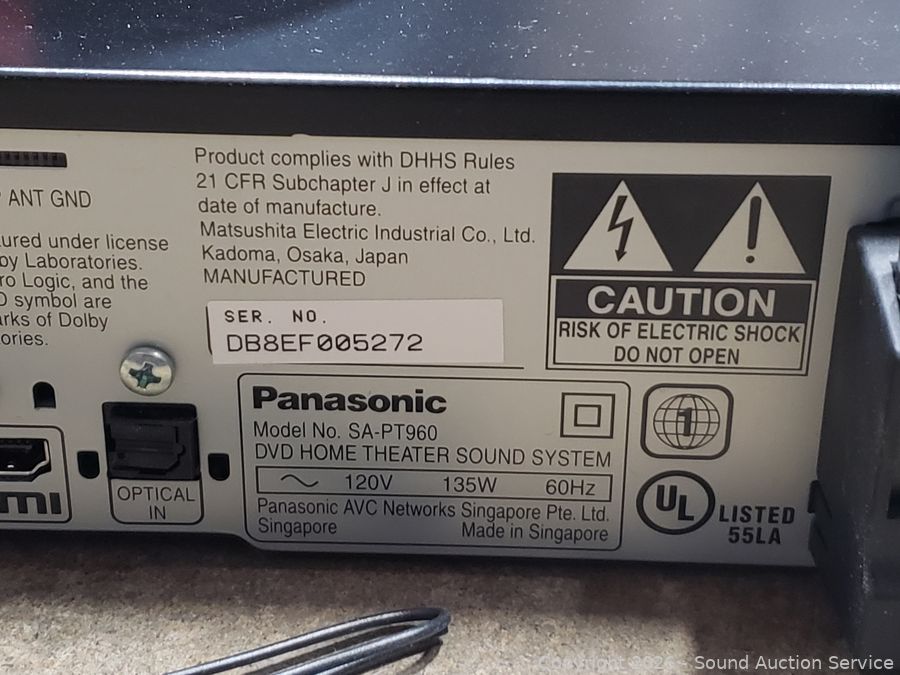 ANT GND
ured under license
by Laboratories.
ro Logic, and the
D symbol are
arks of Dolby
ories.
Product complies with DHHS Rules
21 CFR Subchapter J in effect at
date of manufacture.
Matsushita Electric Industrial Co., Ltd.
Kadoma, Osaka, Japan
MANUFACTURED
SER. NO.
DB8EF005272
CAUTION
RISK OF ELECTRIC SHOCK
DO NOT OPEN
OPTICAL
IN
Panasonic
Model No. SA-PT960
DVD HOME THEATER SOUND SYSTEM
120V 135W 60Hz
Panasonic AVC Networks Singapore Pte. Ltd.
Singapore Made in Singapore
1
UL LISTED
55LA
Sound Auction Service